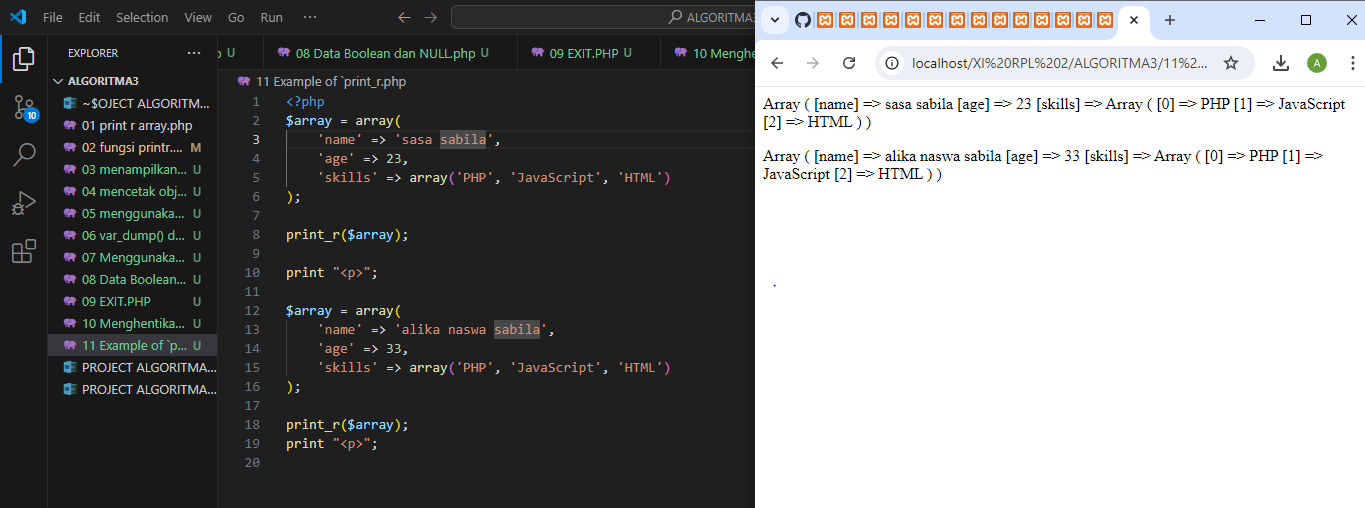 File Edit Selection View Go Run ···
ALGORITMA3
EXPLORER ···
ALGORITMA3
~$OJECT ALGORITM...
01 print r array.php
02 fungsi printr.... M
03 menampilkan... U
04 mencetak obj... U
05 menggunaka... U
06 var_dump() d... U
07 Menggunaka... U
08 Data Boolean... U
09 EXIT.PHP U
10 Menghentika... U
11 Example of `p... U
PROJECT ALGORITMA...
PROJECT ALGORITMA...
10
U
08 Data Boolean dan NULL.php U
09 EXIT.PHP U
10 Menghe
11 Example of `print_r.php
1 <?php
2 $array = array(
3 'name' => 'sasa sabila',
4 'age' => 23,
5 'skills' => array('PHP', 'JavaScript', 'HTML')
6 );
7
8 print_r($array);
9
10 print "<p>";
11
12 $array = array(
13 'name' => 'alika naswa sabila',
14 'age' => 33,
15 'skills' => array('PHP', 'JavaScript', 'HTML')
16 );
17
18 print_r($array);
19 print "<p>";
20
localhost/XI%20RPL%202/ALGORITMA3/11%2...
A
Array ( [name] => sasa sabila [age] => 23 [skills] => Array ( [0] => PHP [1] => JavaScript
[2] => HTML ) )
Array ( [name] => alika naswa sabila [age] => 33 [skills] => Array ( [0] => PHP [1] =>
JavaScript [2] => HTML ) )